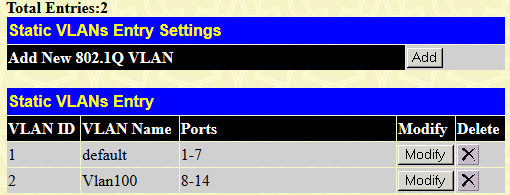 Total Entries:2
Static VLANs Entry Settings
Add New 802.1Q VLAN Add
Static VLANs Entry
VLAN ID VLAN Name Ports Modify Delete
1 default 1-7 Modify
2 Vlan100 8-14 Modify